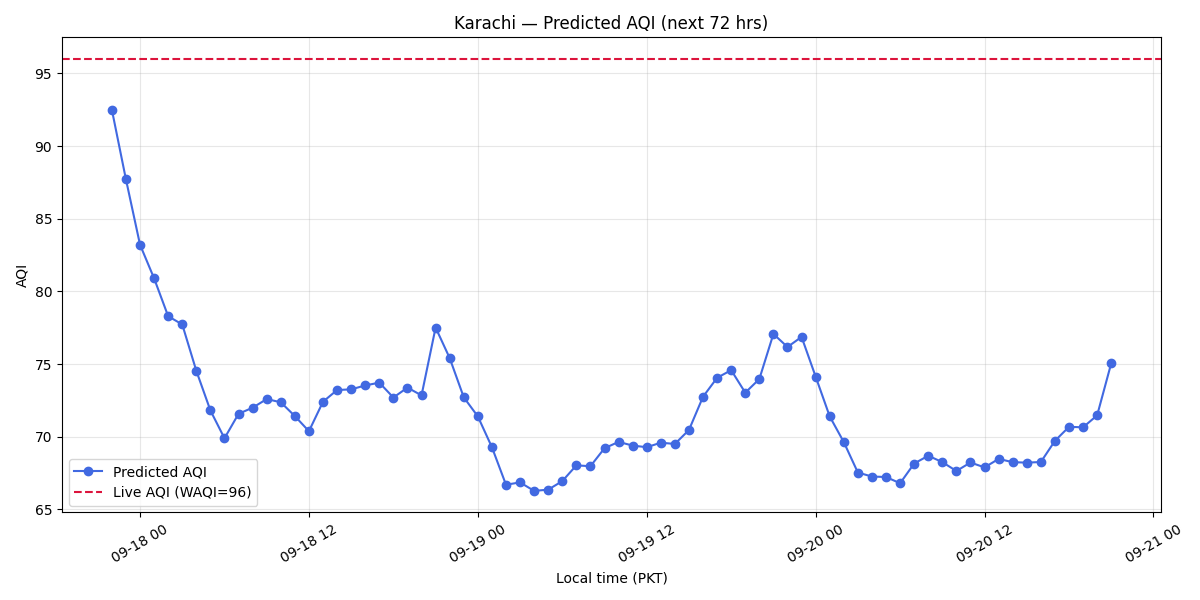 Karachi — Predicted AQI (next 72 hrs)
AQI
95
90
85
80
75
70
65
Predicted AQI
Live AQI (WAQI=96)
09-18 00
09-18 12
09-19 00
09-19 12
09-20 00
09-20 12
09-21 00
Local time (PKT)